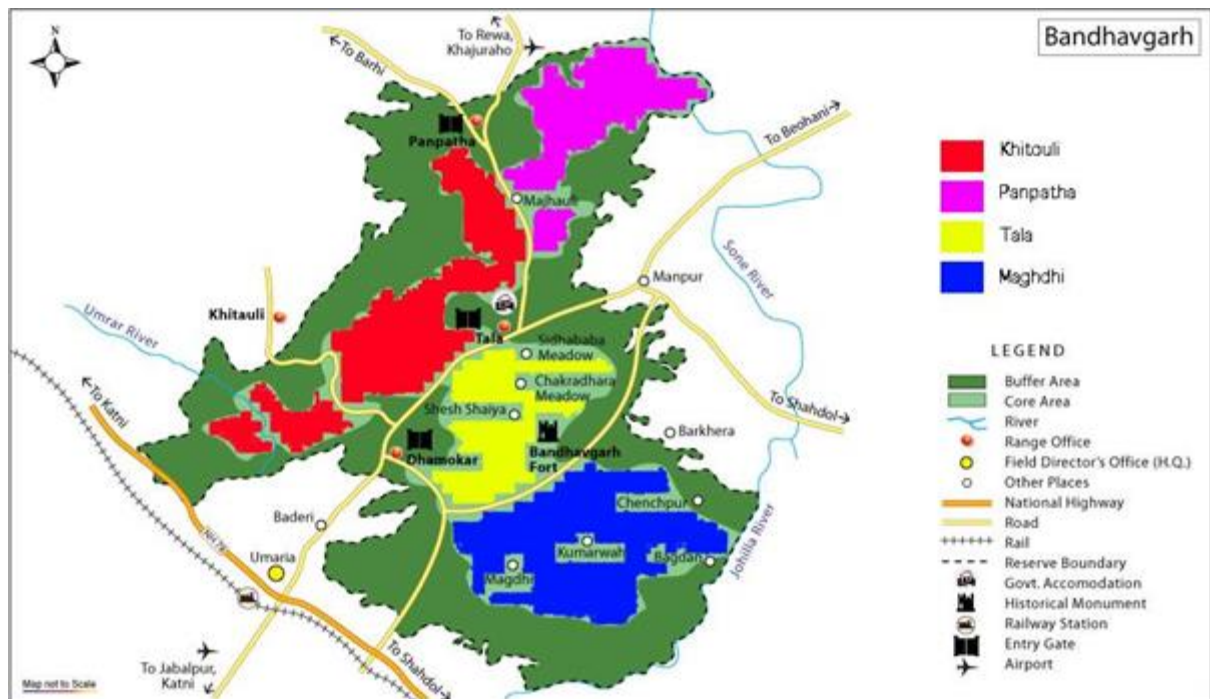 Bandhavgarh
N
To Rewa,
Khajuraho
To Barhi
Panpatha
To Beohani
Majhauli
Manpur
Sone River
Khitauli
Umrar River
Tala
Sidhababa
Meadow
Chakradhara
Meadow
To Katni
To Shahdol
Shesh Shaiya
Barkhera
Dhamokar
Bandhavgarh
Fort
Chenchpur
Baderi
NH 78
Johilla River
Umaria
Kumarwah
Bagdari
Magdhi
To Jabalpur,
Katni
To Shahdol
Map not to Scale
Khitouli
Panpatha
Tala
Maghdhi
LEGEND
Buffer Area
Core Area
River
Range Office
Field Director's Office (H.Q.)
Other Places
National Highway
Road
Rail
Reserve Boundary
Govt. Accomodation
Historical Monument
Railway Station
Entry Gate
Airport